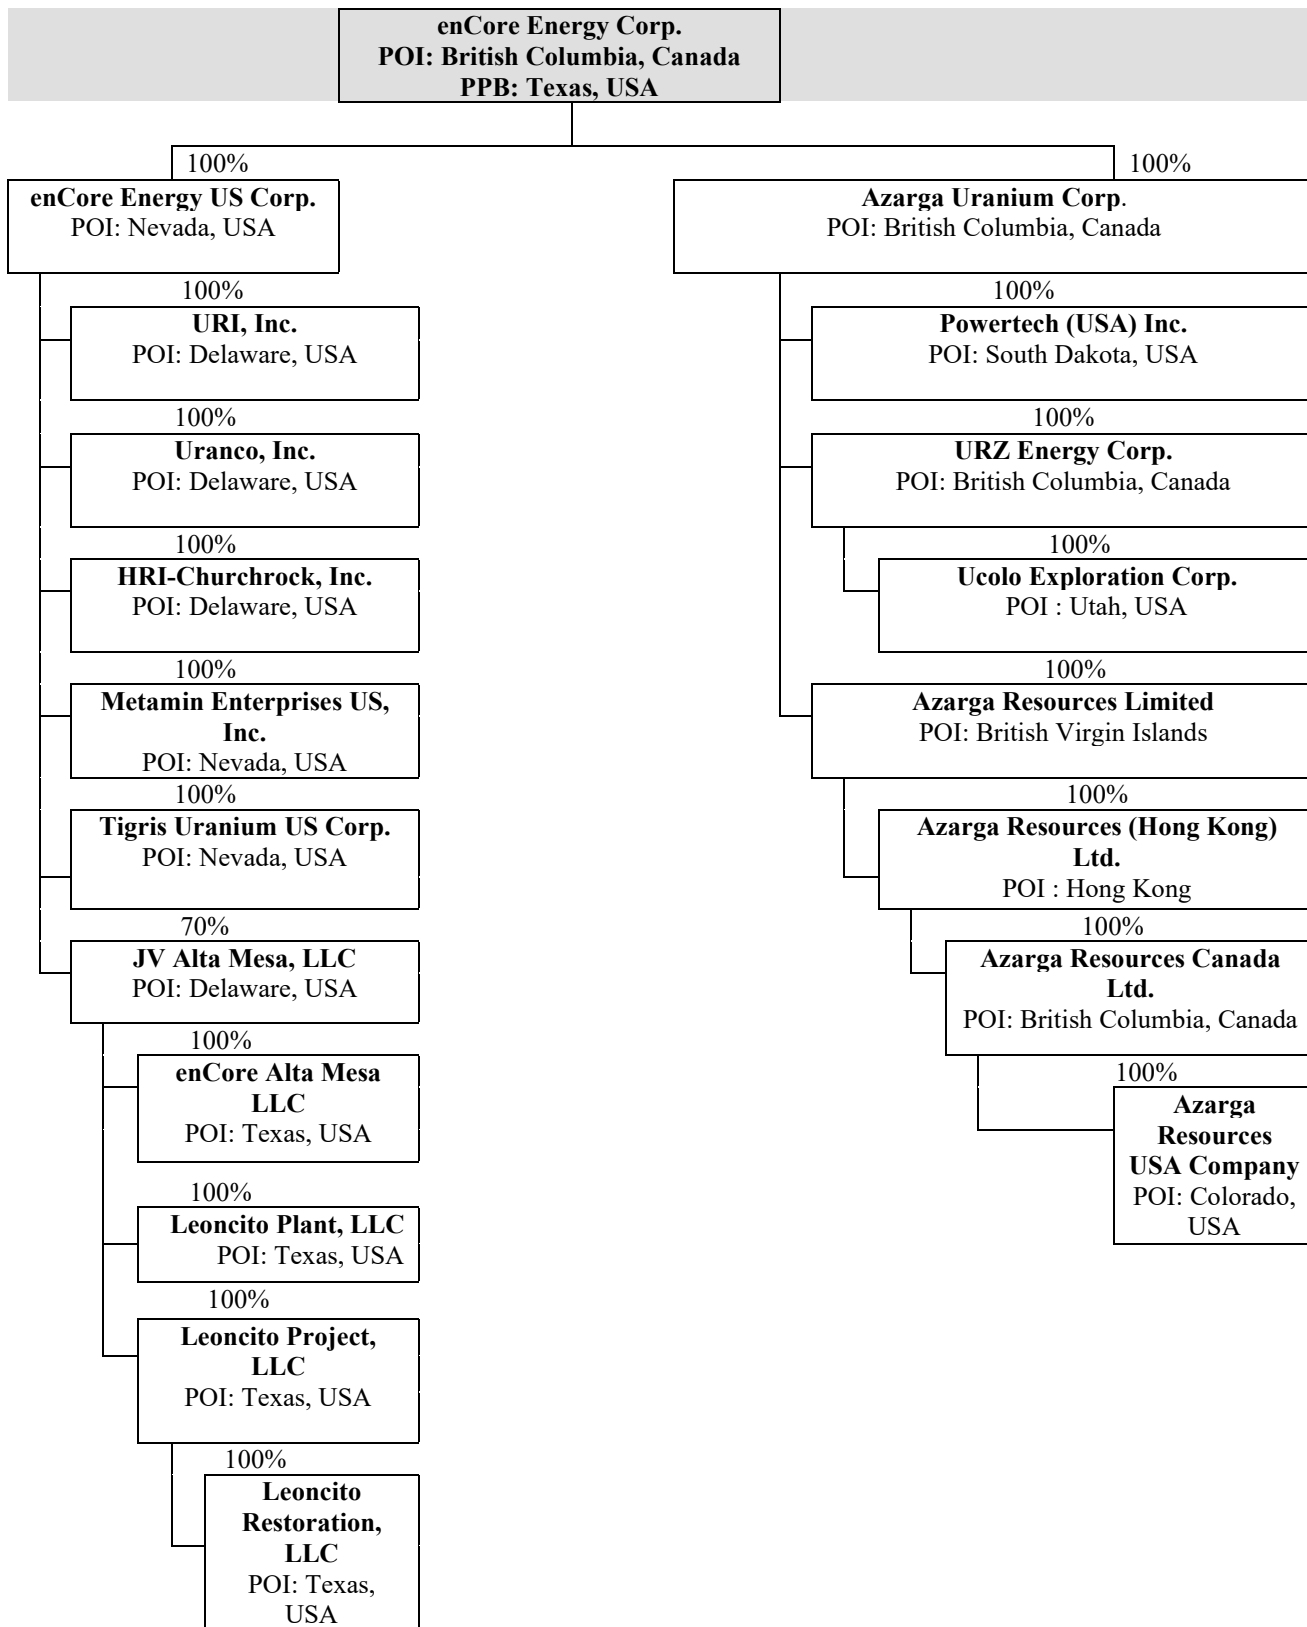 enCore Energy Corp.
POI: British Columbia, Canada
PPB: Texas, USA
100%
enCore Energy US Corp.
POI: Nevada, USA
100%
URI, Inc.
POI: Delaware, USA
100%
Uranco, Inc.
POI: Delaware, USA
100%
HRI-Churchrock, Inc.
POI: Delaware, USA
100%
Metamin Enterprises US,
Inc.
POI: Nevada, USA
100%
Tigris Uranium US Corp.
POI: Nevada, USA
70%
JV Alta Mesa, LLC
POI: Delaware, USA
100%
enCore Alta Mesa
LLC
POI: Texas, USA
100%
Leoncito Plant, LLC
POI: Texas, USA
100%
Leoncito Project,
LLC
POI: Texas, USA
100%
Leoncito
Restoration,
LLC
POI: Texas,
USA
100%
Azarga Uranium Corp.
POI: British Columbia, Canada
100%
Powertech (USA) Inc.
POI: South Dakota, USA
100%
URZ Energy Corp.
POI: British Columbia, Canada
100%
Ucolo Exploration Corp.
POI : Utah, USA
100%
Azarga Resources Limited
POI: British Virgin Islands
100%
Azarga Resources (Hong Kong)
Ltd.
POI : Hong Kong
100%
Azarga Resources Canada
Ltd.
POI: British Columbia, Canada
100%
Azarga
Resources
USA Company
POI: Colorado,
USA